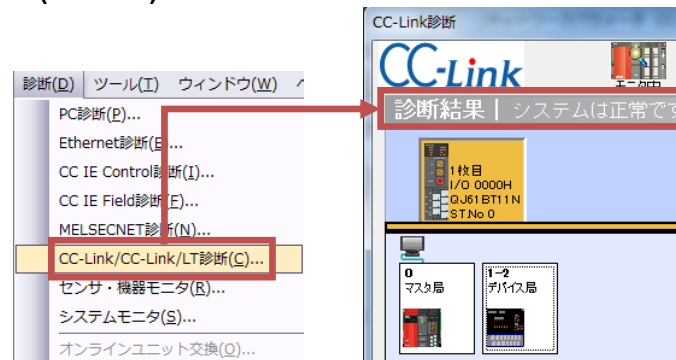 診断(D) ツール(T) ウィンドウ(W)
PC診断(P)...
Ethernet診断(E)...
CC IE Control診断(I)...
CC IE Field診断(F)...
MELSECNET診断(N)...
CC-Link/CC-Link/LT診断(C)...
センサ・機器モニタ(R)...
システムモニタ(S)...
オンラインユニット交換(O)...
CC-Link診断
CC-Link
モニタ中
診断結果 | システムは正常です
1枚目
I/O 0000H
QJ61BT11N
ST.No 0
0
マスタ局
1-2
デバイス局